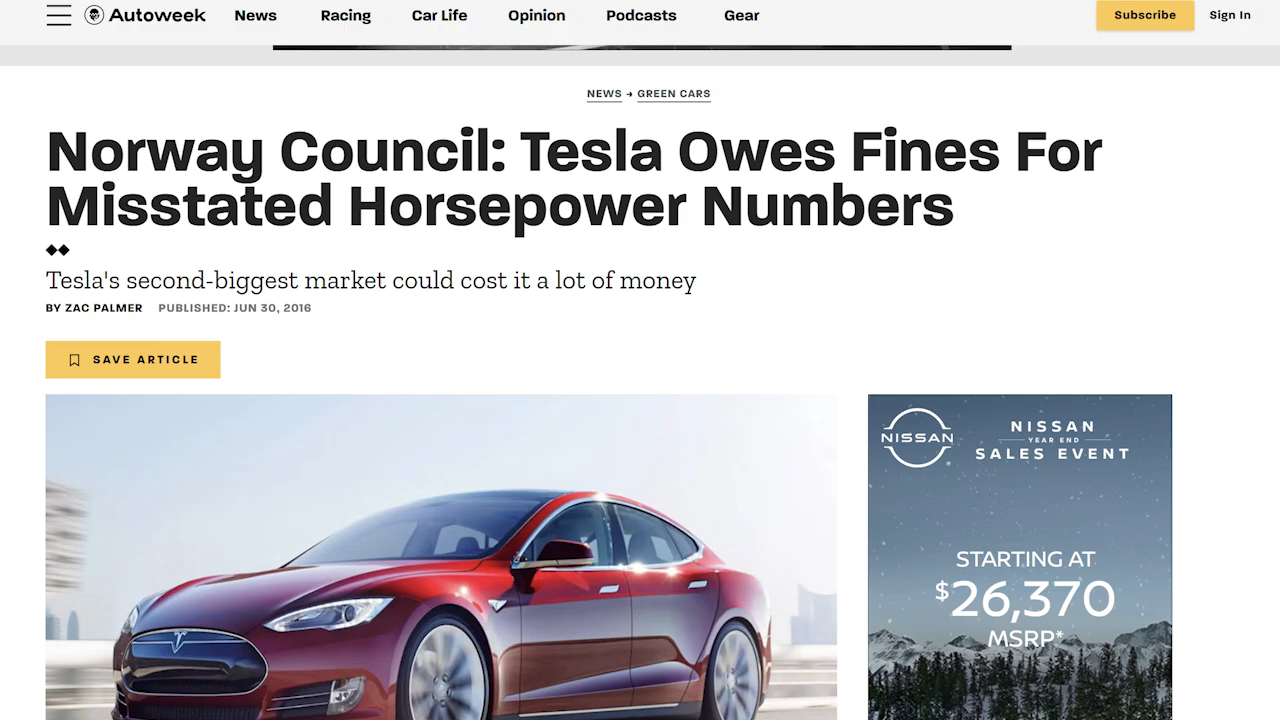 Autoweek
News
Racing
Car Life
Opinion
Podcasts
Gear
Subscribe
Sign In
NEWS → GREEN CARS
Norway Council: Tesla Owes Fines For
Misstated Horsepower Numbers
Tesla's second-biggest market could cost it a lot of money
BY ZAC PALMER PUBLISHED: JUN 30, 2016
SAVE ARTICLE
NISSAN
NISSAN
YEAR END
SALES EVENT
STARTING AT
$26,370
MSRP*